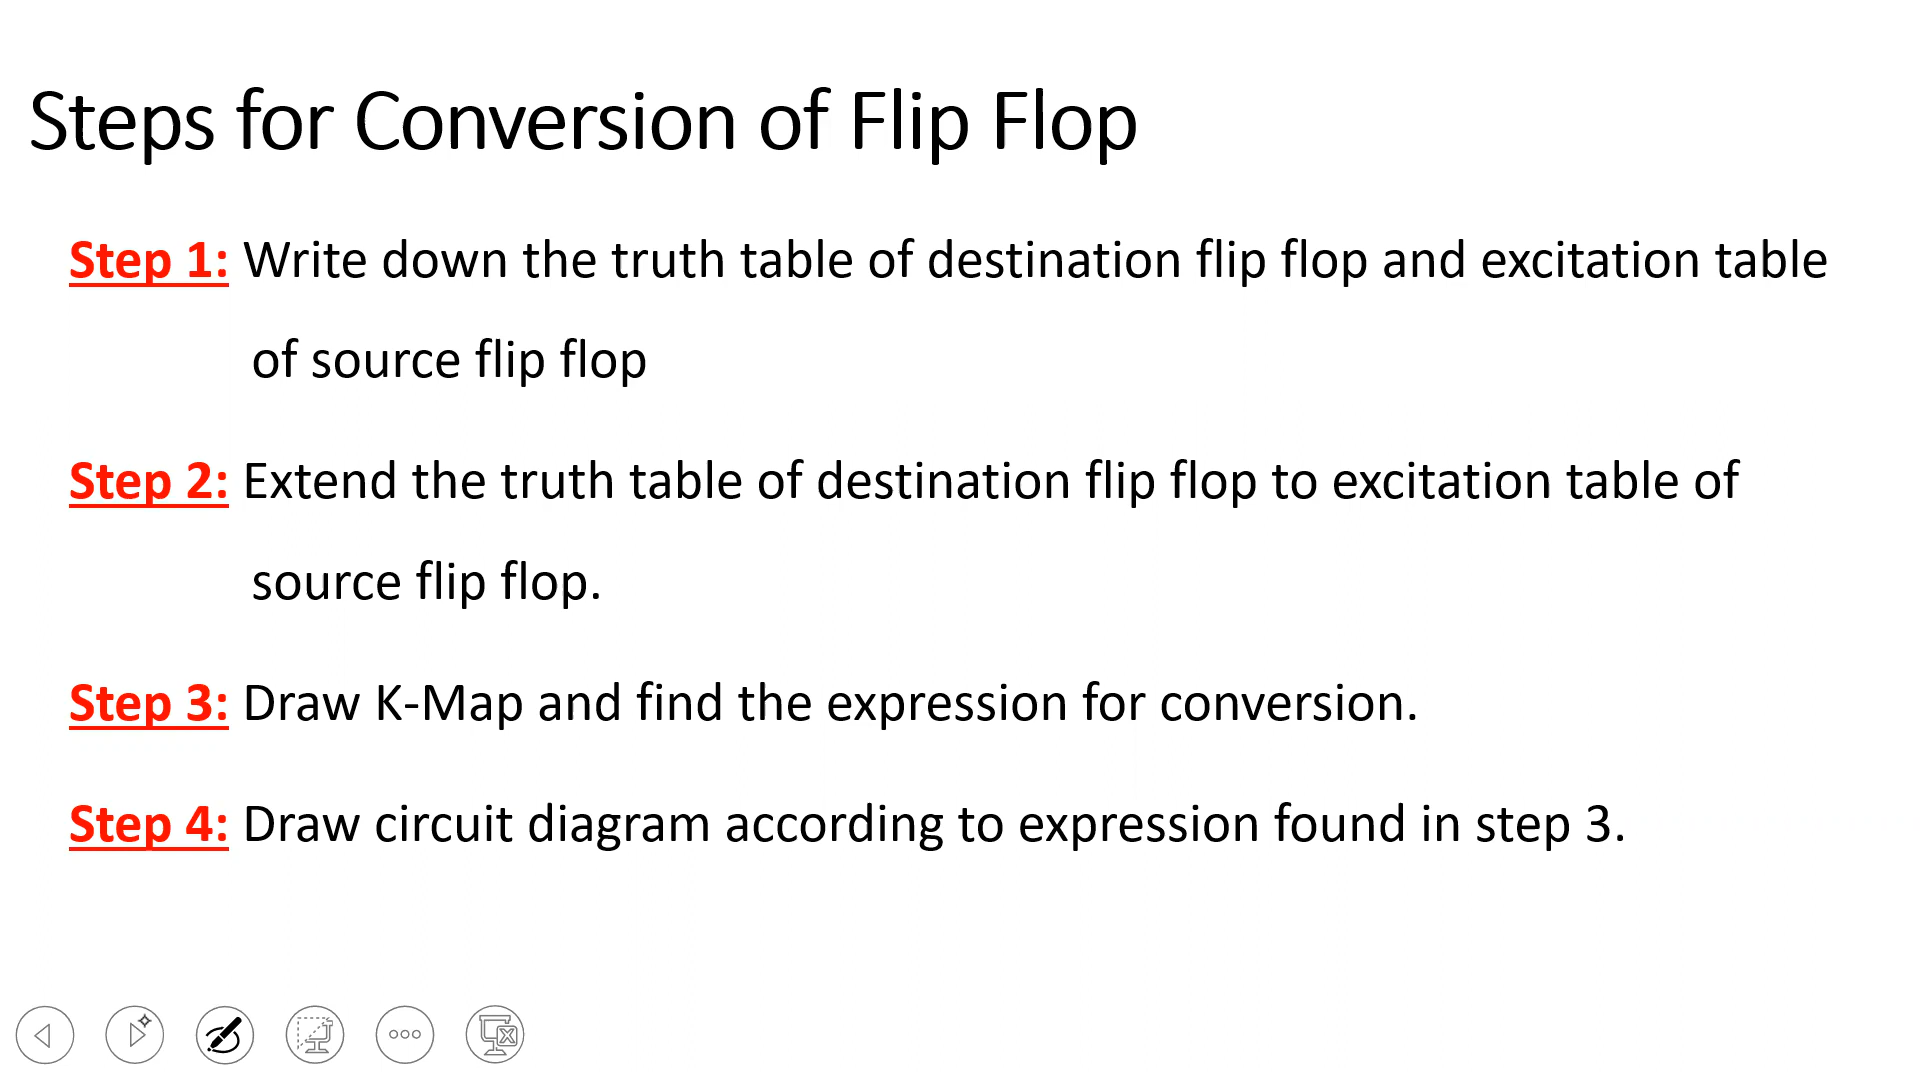 Steps for Conversion of Flip Flop
Step 1: Write down the truth table of destination flip flop and excitation table
of source flip flop
Step 2: Extend the truth table of destination flip flop to excitation table of
source flip flop.
Step 3: Draw K-Map and find the expression for conversion.
Step 4: Draw circuit diagram according to expression found in step 3.